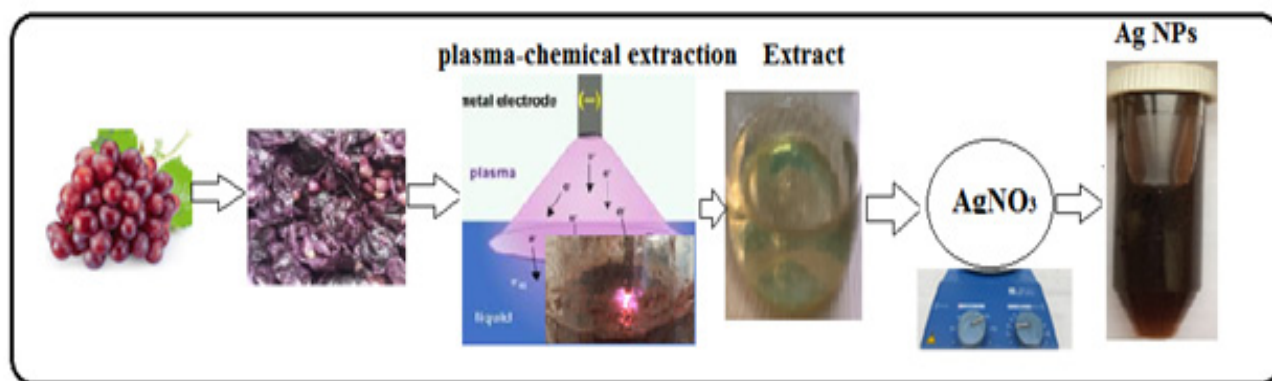 plasma-chemical extraction
Extract
Ag NPs
metal electrode
(−)
plasma
e⁻
e⁻
e⁻
e⁻
e⁻
liquid
AgNO₃